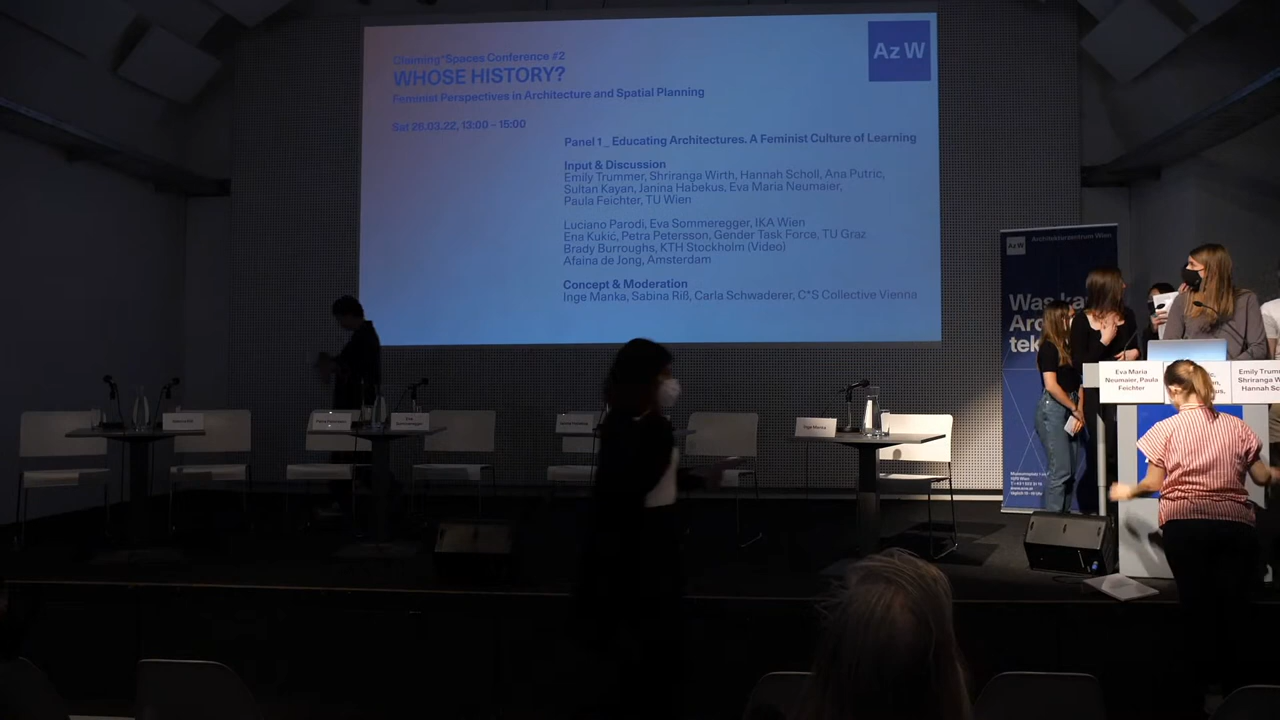 Claiming*Spaces Conference #2
WHOSE HISTORY?
Feminist Perspectives in Architecture and Spatial Planning
Sat 26.03.22, 13:00 – 15:00
AzW
Panel 1_ Educating Architectures. A Feminist Culture of Learning
Input & Discussion
Emily Trummer, Shriranga Wirth, Hannah Scholl, Ana Putric,
Sultan Kayan, Janina Habekus, Eva Maria Neumaier,
Paula Feichter, TU Wien
Luciano Parodi, Eva Sommeregger, IKA Wien
Ena Kukić, Petra Petersson, Gender Task Force, TU Graz
Brady Burroughs, KTH Stockholm (Video)
Afaina de Jong, Amsterdam
Concept & Moderation
Inge Manka, Sabina Riß, Carla Schwaderer, C*S Collective Vienna
AzW
Architekturzentrum Wien
Was ka
Arc
tek
Eva Maria
Neumaier, Paula
Feichter
Emily Trum
Shriranga W
Hannah Sc
Inge Manka